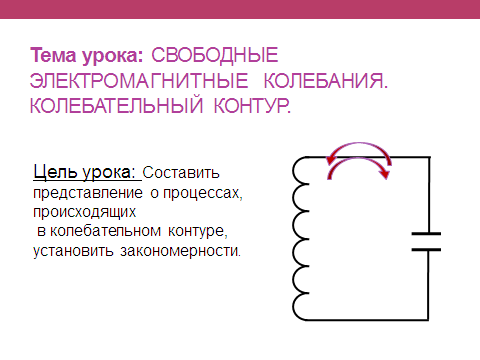 Тема урока: СВОБОДНЫЕ
ЭЛЕКТРОМАГНИТНЫЕ КОЛЕБАНИЯ.
КОЛЕБАТЕЛЬНЫЙ КОНТУР.
Цель урока: Составить
представление о процессах,
происходящих
в колебательном контуре,
установить закономерности.